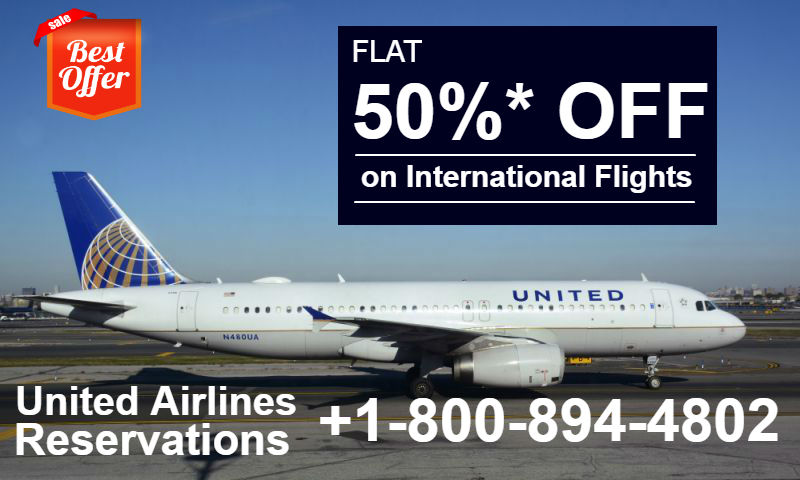 sale
Best
Offer
FLAT
50%* OFF
on International Flights
UNITED
N460UA
United Airlines
Reservations
+1-800-894-4802